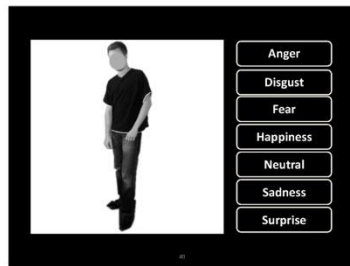 Anger
Disgust
Fear
Happiness
Neutral
Sadness
Surprise